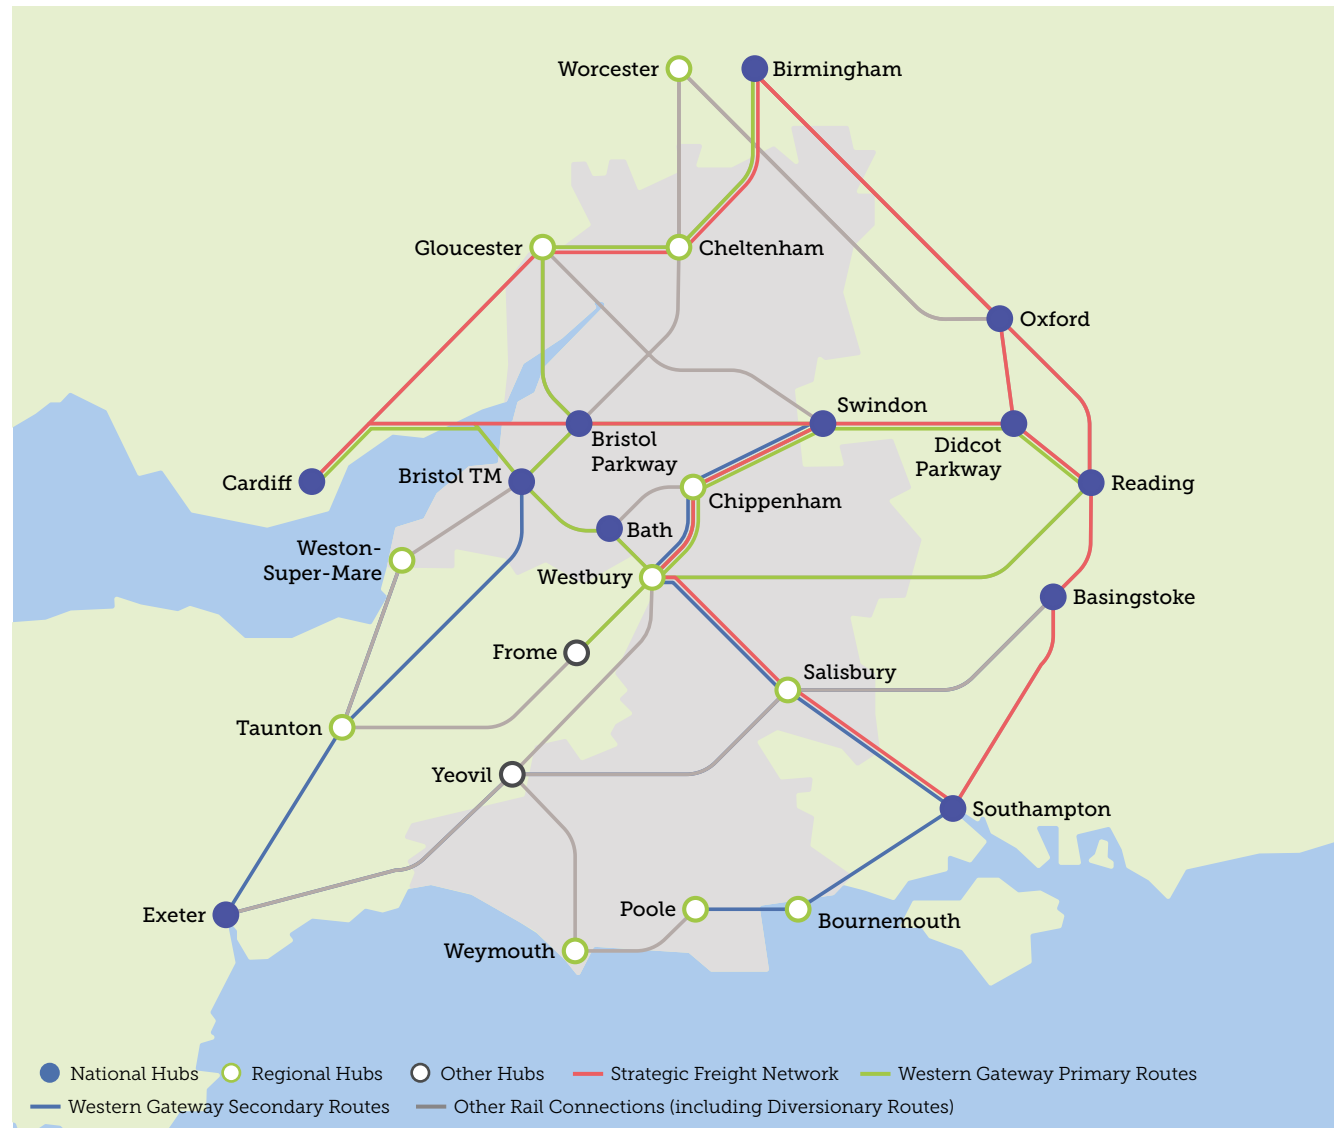 Worcester
Birmingham
Gloucester
Cheltenham
Oxford
Swindon
Bristol
Parkway
Didcot
Parkway
Cardiff
Bristol TM
Chippenham
Reading
Bath
Weston-
Super-Mare
Westbury
Basingstoke
Frome
Salisbury
Taunton
Yeovil
Southampton
Exeter
Poole
Bournemouth
Weymouth
National Hubs
Regional Hubs
Other Hubs
Strategic Freight Network
Western Gateway Primary Routes
Western Gateway Secondary Routes
Other Rail Connections (including Diversionary Routes)